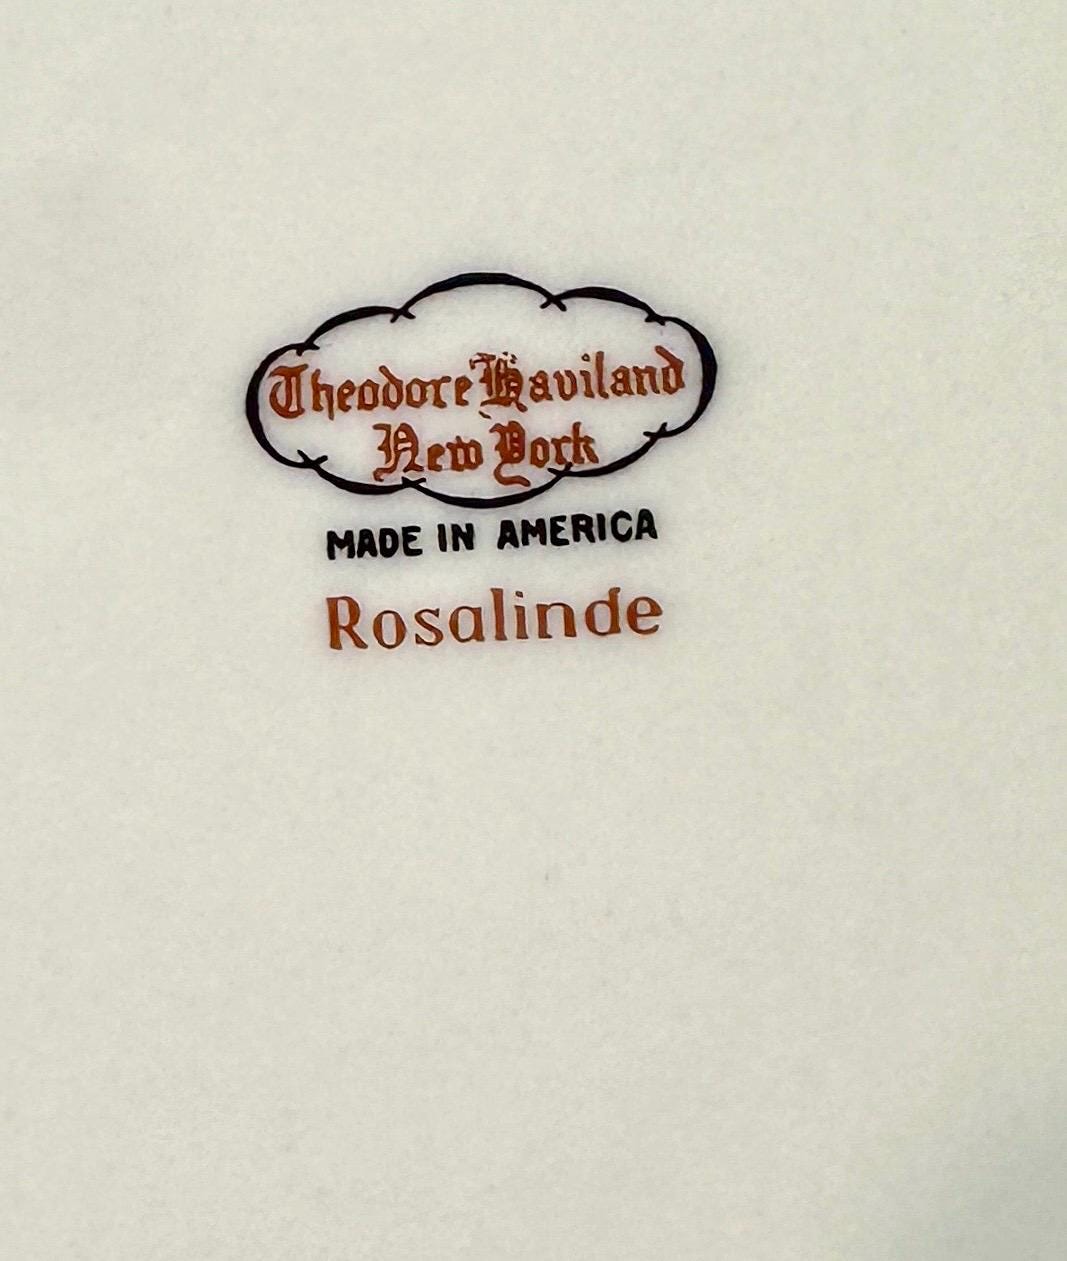 Theodore Haviland
New York
MADE IN AMERICA
Rosalinde